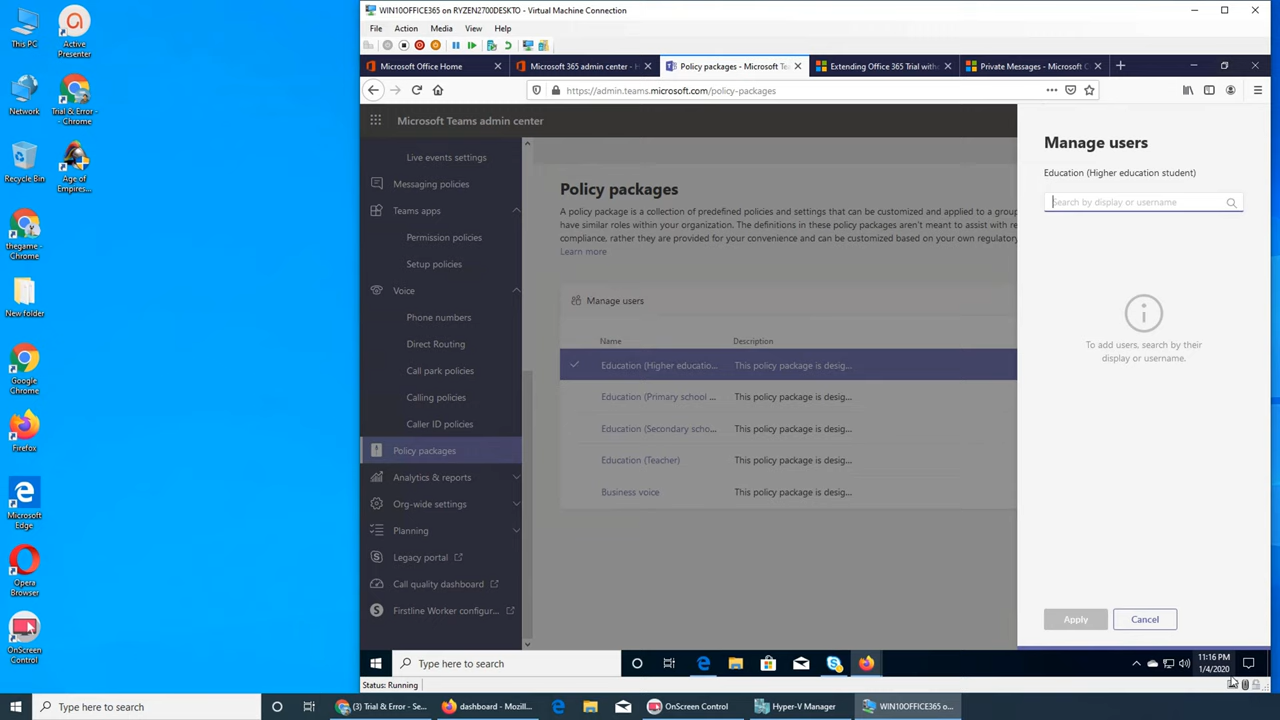 This PC
Active
Presenter
Network
Trial & Error -
- Chrome
Recycle Bin
Age of
Empires...
thegame -
Chrome
New folder
Google
Chrome
Firefox
Microsoft
Edge
Opera
Browser
OnScreen
Control
WIN10OFFICE365 on RYZEN2700DESKTO - Virtual Machine Connection
File Action Media View Help
Microsoft Office Home
Microsoft 365 admin center - H
Policy packages - Microsoft Te
Extending Office 365 Trial with
Private Messages - Microsoft C
https://admin.teams.microsoft.com/policy-packages
Microsoft Teams admin center
Live events settings
Messaging policies
Teams apps
Permission policies
Setup policies
Voice
Phone numbers
Direct Routing
Call park policies
Calling policies
Caller ID policies
Policy packages
Analytics & reports
Org-wide settings
Planning
Legacy portal
Call quality dashboard
Firstline Worker configur...
Policy packages
A policy package is a collection of predefined policies and settings that can be customized and applied to a group
have similar roles within your organization. The definitions in these policy packages aren't meant to assist with re
compliance, rather they are provided for your convenience and can be customized based on your own regulatory
Learn more
Manage users
Name Description
Education (Higher educatio... This policy package is desig...
Education (Primary school ... This policy package is desig...
Education (Secondary scho... This policy package is desig...
Education (Teacher) This policy package is desig...
Business voice This policy package is desig...
Manage users
Education (Higher education student)
Search by display or username
To add users, search by their
display or username.
Apply Cancel
Type here to search
11:16 PM
1/4/2020
Status: Running
Type here to search
(3) Trial & Error - Se...
dashboard - Mozill...
OnScreen Control
Hyper-V Manager
WIN10OFFICE365 o...